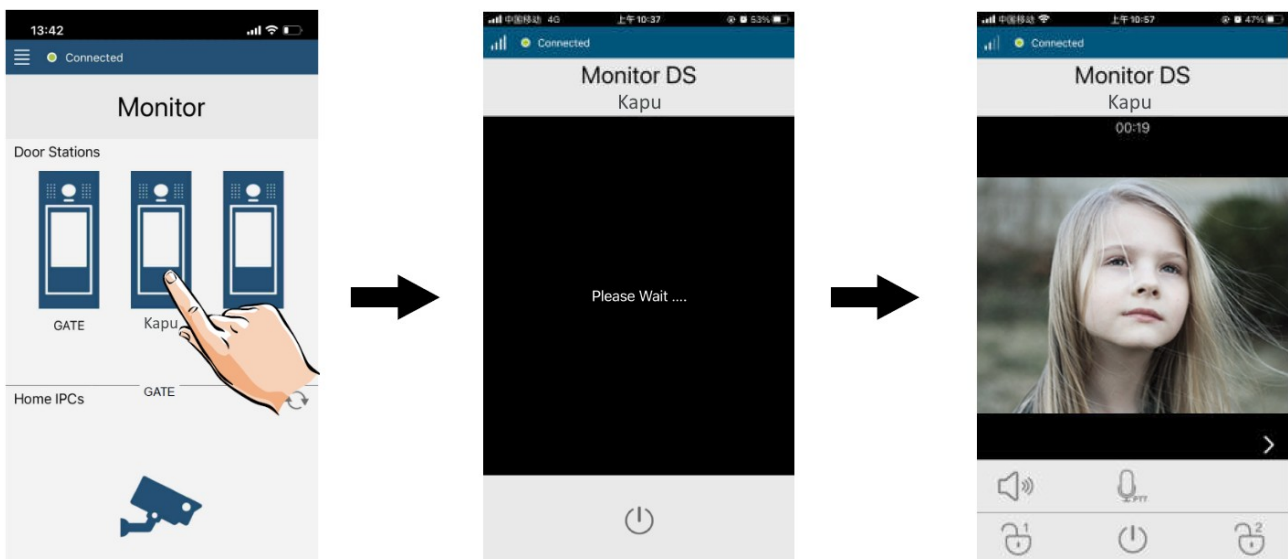 13:42
Connected
Monitor
Door Stations
GATE
Kapu
GATE
Home IPCs
中国移动 4G 上午10:37 53%
Connected
Monitor DS
Kapu
Please Wait ....
中国移动 上午10:57 47%
Connected
Monitor DS
Kapu
00:19
PTT
1
2